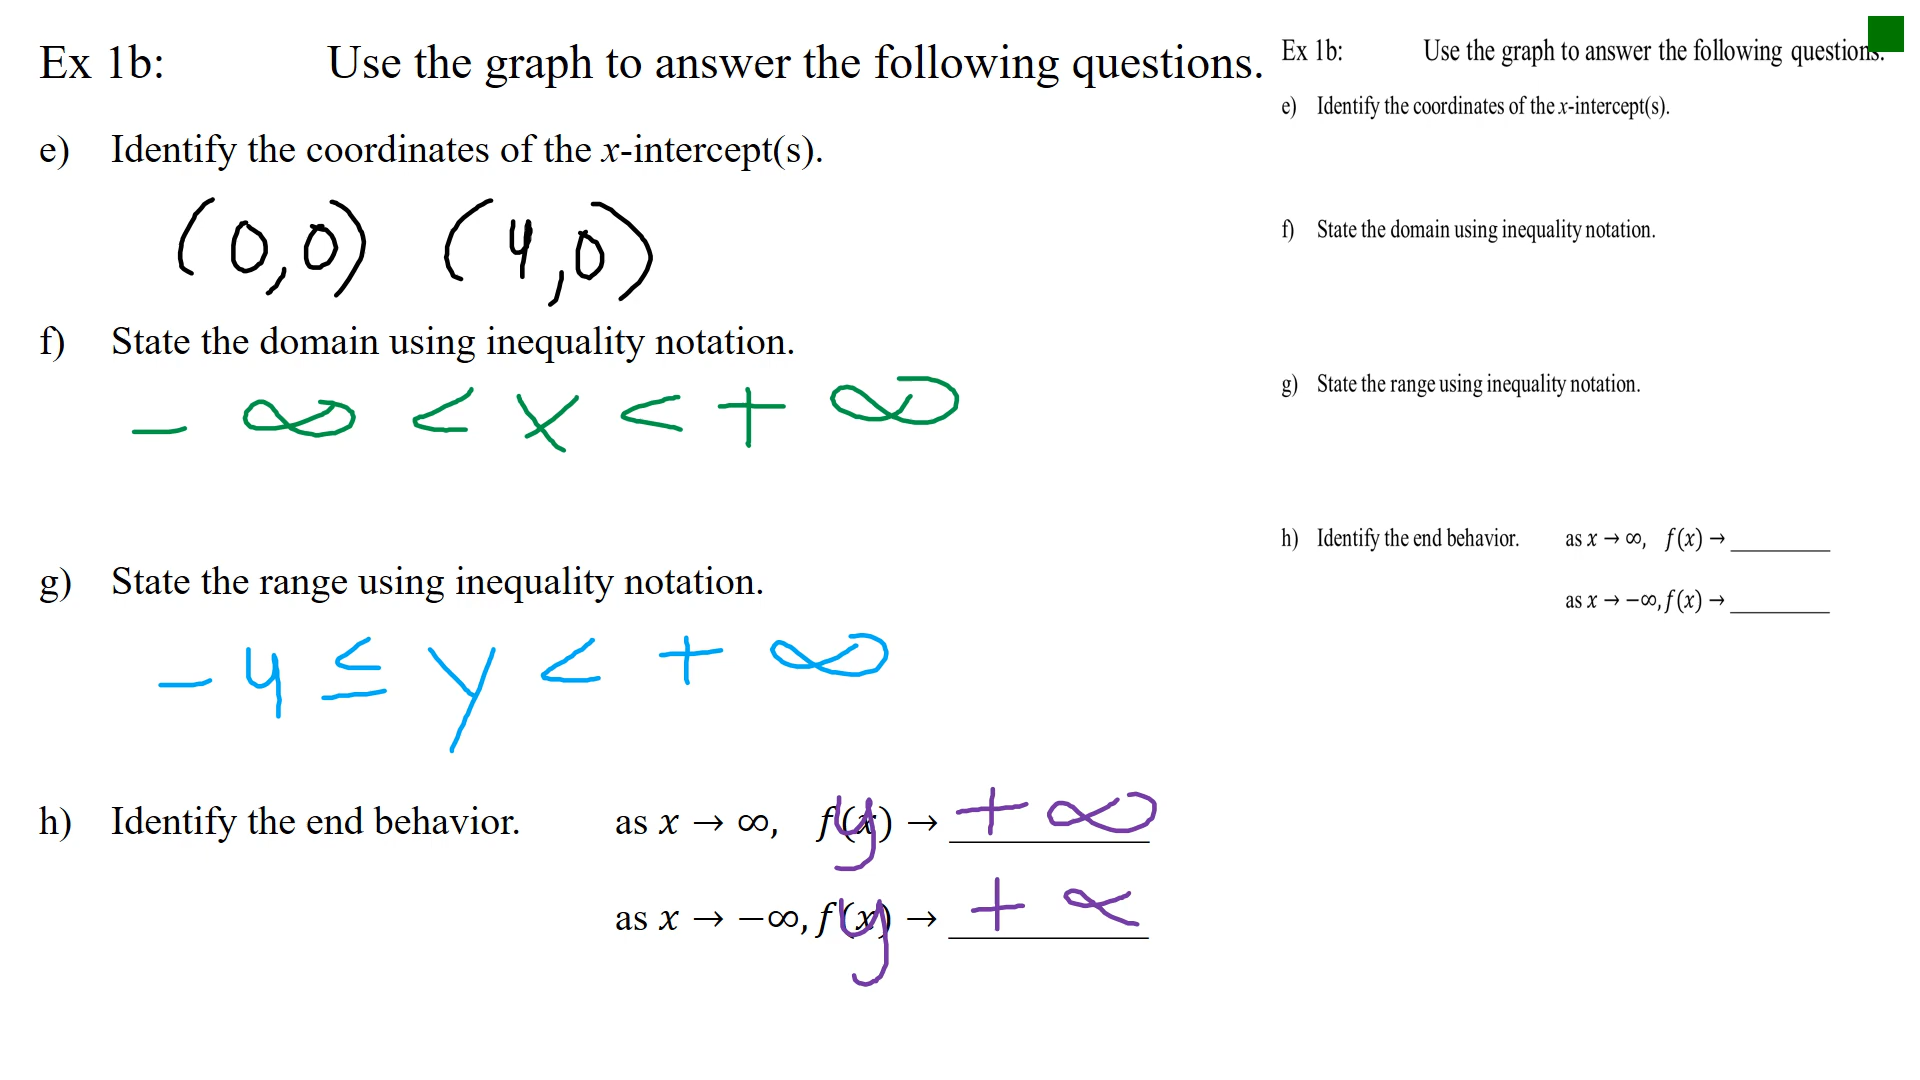 Ex 1b: Use the graph to answer the following questions.
e) Identify the coordinates of the x-intercept(s).
(0,0) (4,0)
f) State the domain using inequality notation.
- ∞ < x < + ∞
g) State the range using inequality notation.
- 4 ≤ y < + ∞
h) Identify the end behavior. as x → ∞, f(x) → + ∞
y
as x → −∞, f(x) → + ∞
y
Ex 1b: Use the graph to answer the following questions.
e) Identify the coordinates of the x-intercept(s).
f) State the domain using inequality notation.
g) State the range using inequality notation.
h) Identify the end behavior. as x → ∞, f(x) → __________
as x → −∞, f(x) → __________